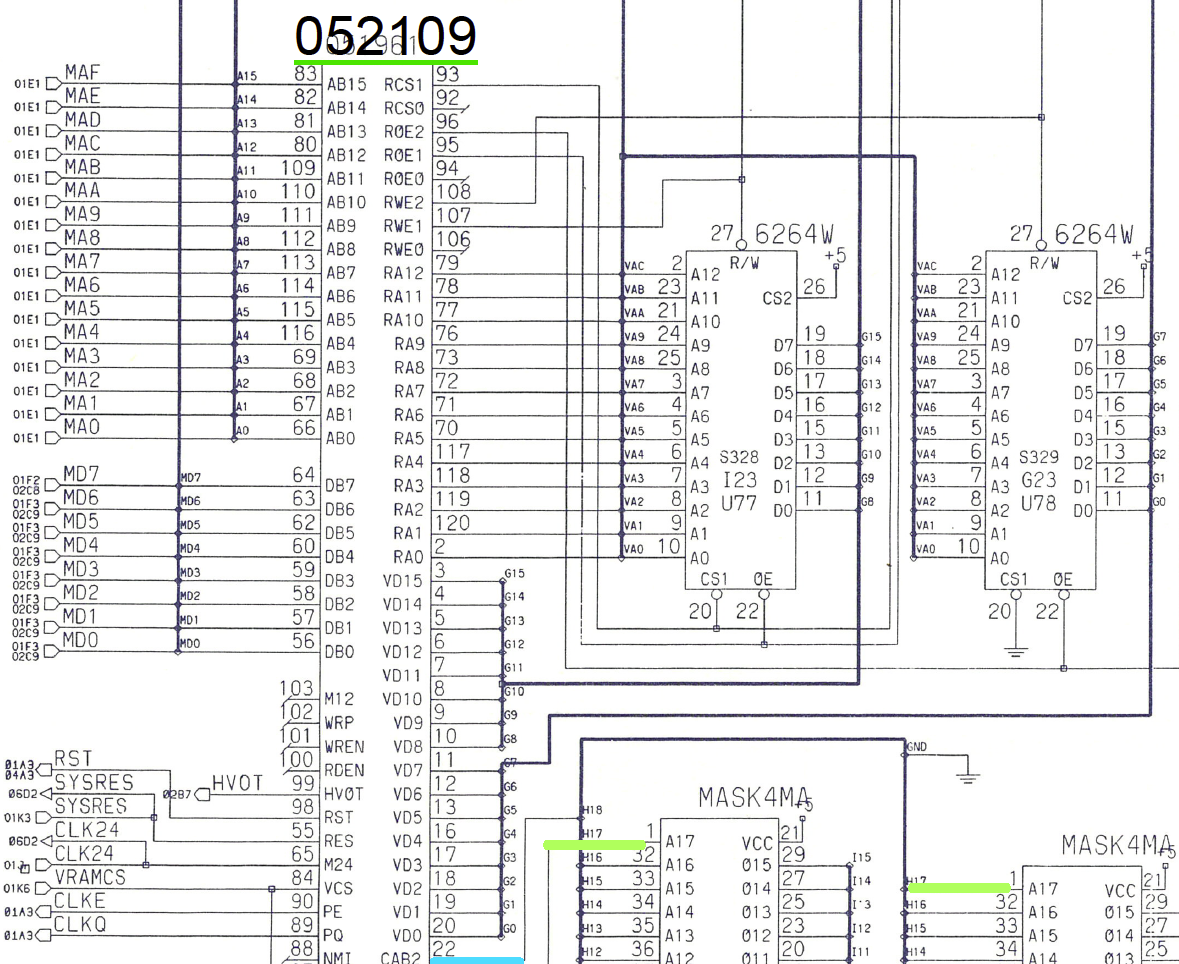 052109
051961
01E1 MAF A15 83 AB15 RCS1 93
01E1 MAE A14 82 AB14 RCS0 92
01E1 MAD A13 81 AB13 R0E2 96
01E1 MAC A12 80 AB12 R0E1 95
01E1 MAB A11 109 AB11 R0E0 94
01E1 MAA A10 110 AB10 RWE2 108
01E1 MA9 A9 111 AB9 RWE1 107
01E1 MA8 A8 112 AB8 RWE0 106
01E1 MA7 A7 113 AB7 RA12 79
01E1 MA6 A6 114 AB6 RA11 78
01E1 MA5 A5 115 AB5 RA10 77
01E1 MA4 A4 116 AB4 RA9 76
01E1 MA3 A3 69 AB3 RA8 73
01E1 MA2 A2 68 AB2 RA7 72
01E1 MA1 A1 67 AB1 RA6 71
01E1 MA0 A0 66 AB0 RA5 70
RA4 117
01F2 02C8 MD7 MD7 64 DB7 RA3 118
01F3 02C9 MD6 MD6 63 DB6 RA2 119
01F3 02C9 MD5 MD5 62 DB5 RA1 120
01F3 02C9 MD4 MD4 60 DB4 RA0 2
01F3 02C9 MD3 MD3 59 DB3 VD15 3 G15
01F3 02C9 MD2 MD2 58 DB2 VD14 4 G14
01F3 02C9 MD1 MD1 57 DB1 VD13 5 G13
01F3 02C9 MD0 MD0 56 DB0 VD12 6 G12
VD11 7 G11
103 M12 VD10 8 G10
102 WRP VD9 9 G9
101 WREN VD8 10 G8
01A3 04A3 RST 100 RDEN VD7 11 G7
06D2 SYSRES 02B7 HVOT 99 HV0T VD6 12 G6
01K3 SYSRES 98 RST VD5 13 G5
06D2 CLK24 55 RES VD4 16 G4
CLK24 65 M24 VD3 17 G3
01K6 VRAMCS 84 VCS VD2 18 G2
01A3 CLKE 90 PE VD1 19 G1
01A3 CLKQ 89 PQ VD0 20 G0
88 NMI CAB2 22
27 6264W
R/W +5
VAC 2 A12
VAB 23 A11 CS2 26
VAA 21 A10
VA9 24 A9 D7 19 G15
VA8 25 A8 D6 18 G14
VA7 3 A7 D5 17 G13
VA6 4 A6 D4 16 G12
VA5 5 A5 D3 15 G11
VA4 6 A4 S328 D2 13 G10
VA3 7 A3 I23 D1 12 G9
VA2 8 A2 U77 D0 11 G8
VA1 9 A1
VA0 10 A0
CS1 0E
20 22
27 6264W
R/W +5
VAC 2 A12
VAB 23 A11 CS2 26
VAA 21 A10
VA9 24 A9 D7 19 G7
VA8 25 A8 D6 18 G6
VA7 3 A7 D5 17 G5
VA6 4 A6 D4 16 G4
VA5 5 A5 D3 15 G3
VA4 6 A4 S329 D2 13 G2
VA3 7 A3 G23 D1 12 G1
VA2 8 A2 U78 D0 11 G0
VA1 9 A1
VA0 10 A0
CS1 0E
20 22
GND
MASK4MA +5
H18
H17 1 A17 VCC 21
H16 32 A16 015 29 I15
H15 33 A15 014 27 I14
H14 34 A14 013 25 I13
H13 35 A13 012 23 I12
H12 36 A12 011 20 I11
MASK4MA +5
H17 1 A17 VCC 21
H16 32 A16 015 29
H15 33 A15 014 27
H14 34 A14 013 25